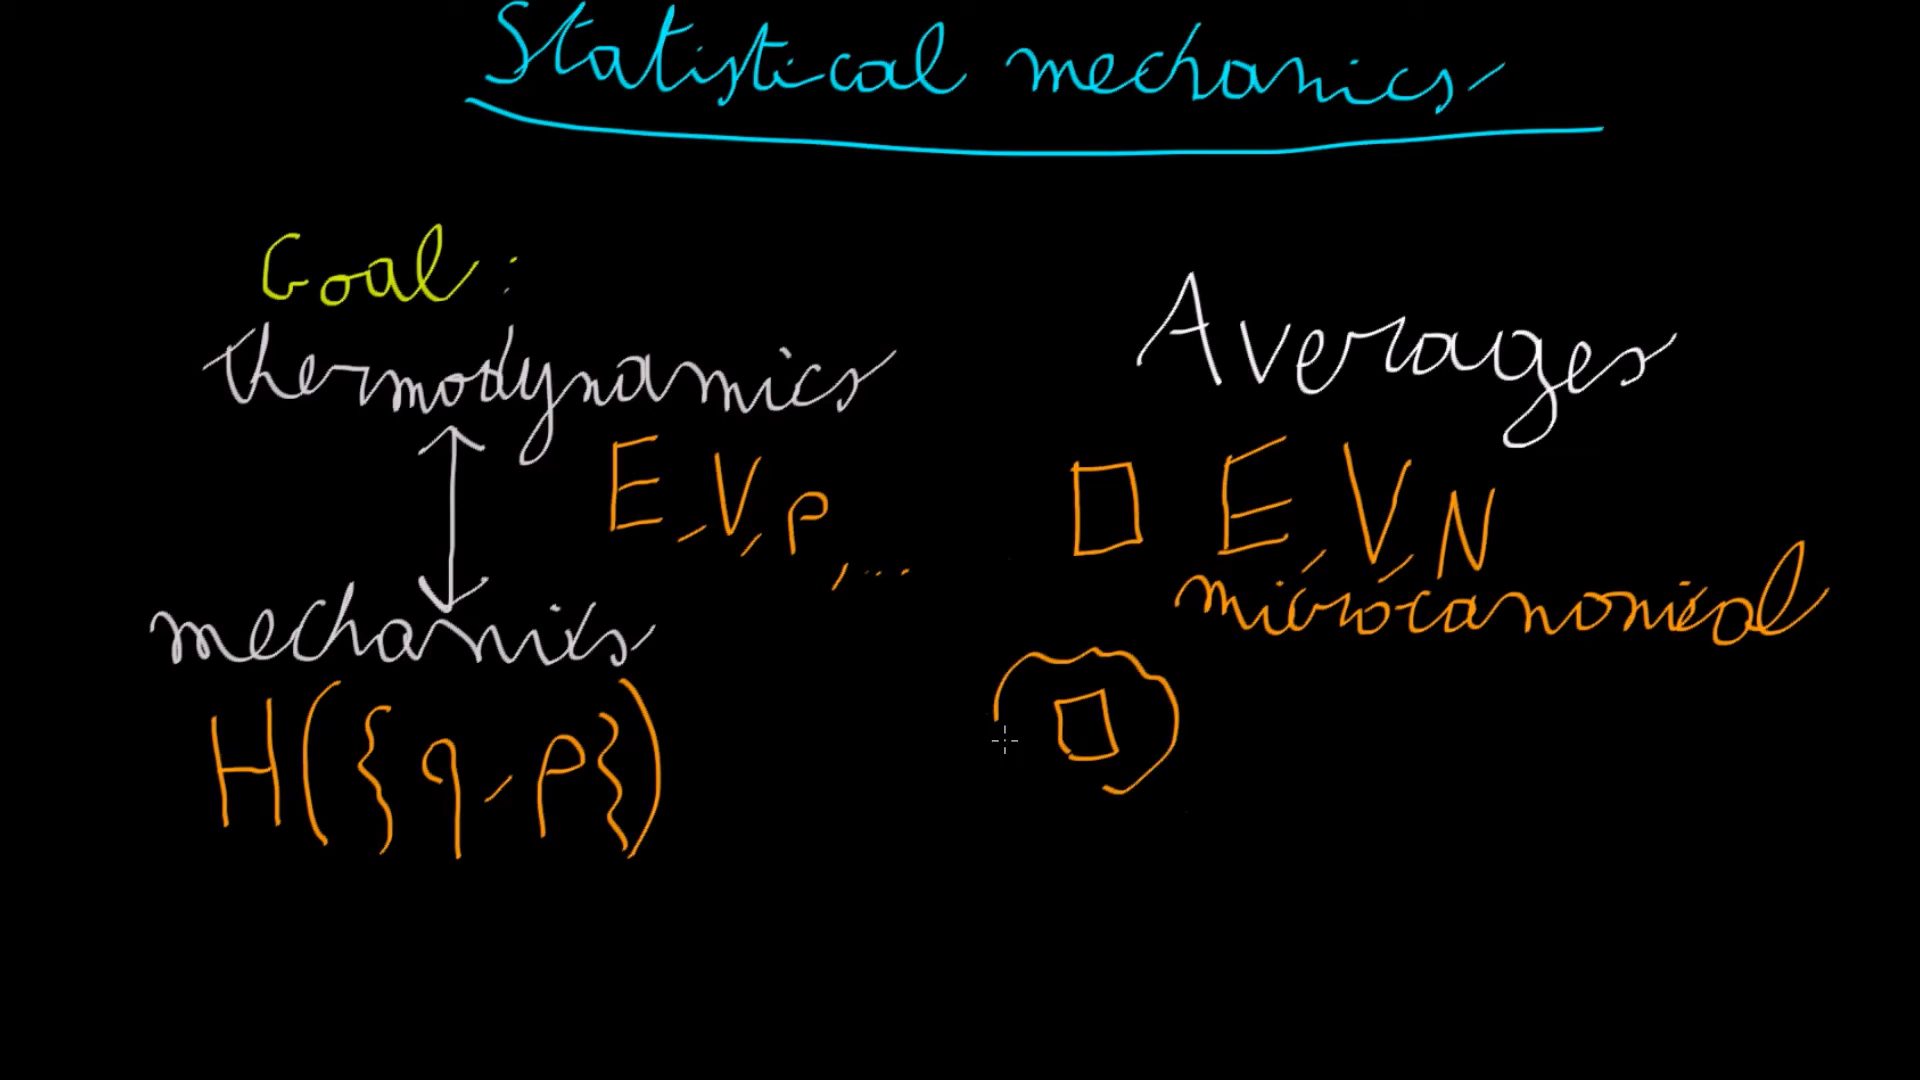 Statistical mechanics
Goal:
thermodynamics
E, V, p, ...
mechanics
H({q, p})
Averages
E, V, N
microcanonical